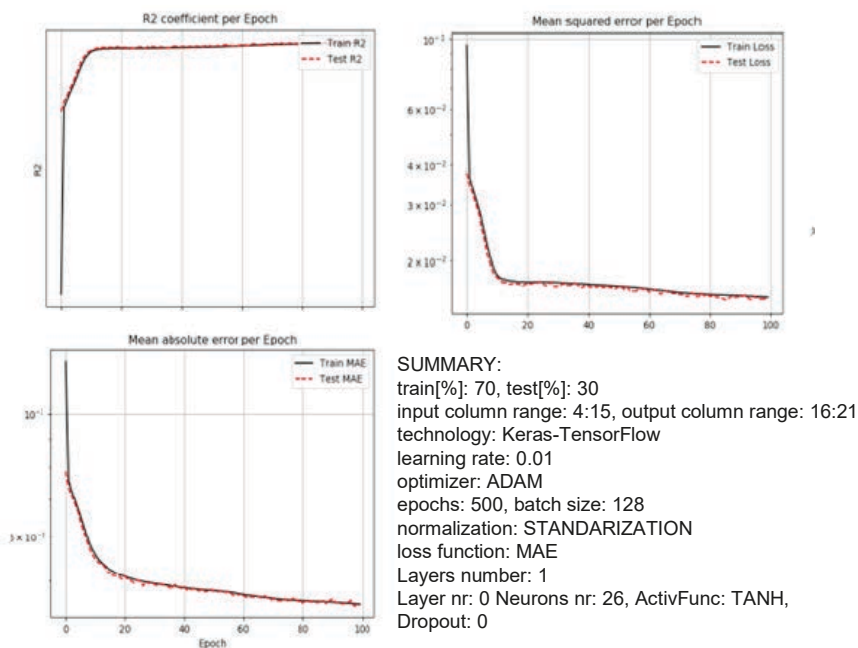 R2 coefficient per Epoch
Train R2
Test R2
R2
Mean squared error per Epoch
Train Loss
Test Loss
10⁻¹
6 × 10⁻²
4 × 10⁻²
3 × 10⁻²
2 × 10⁻²
0 20 40 60 80 100
Mean absolute error per Epoch
Train MAE
Test MAE
0 20 40 60 80 100
Epoch
SUMMARY:
train[%]: 70, test[%]: 30
input column range: 4:15, output column range: 16:21
technology: Keras-TensorFlow
learning rate: 0.01
optimizer: ADAM
epochs: 500, batch size: 128
normalization: STANDARIZATION
loss function: MAE
Layers number: 1
Layer nr: 0 Neurons nr: 26, ActivFunc: TANH,
Dropout: 0